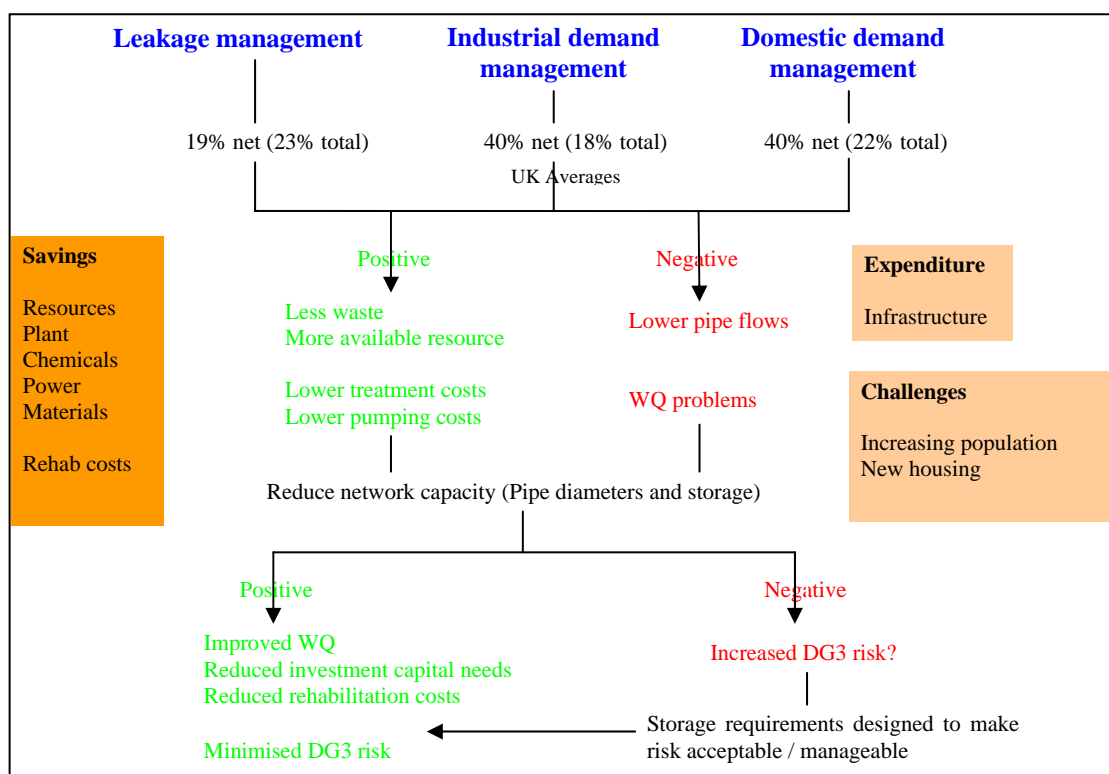 Leakage management
Industrial demand
management
Domestic demand
management
19% net (23% total)
40% net (18% total)
40% net (22% total)
UK Averages
Savings
Resources
Plant
Chemicals
Power
Materials
Rehab costs
Positive
Less waste
More available resource
Lower treatment costs
Lower pumping costs
Negative
Lower pipe flows
WQ problems
Expenditure
Infrastructure
Challenges
Increasing population
New housing
Reduce network capacity (Pipe diameters and storage)
Positive
Improved WQ
Reduced investment capital needs
Reduced rehabilitation costs
Minimised DG3 risk
Negative
Increased DG3 risk?
Storage requirements designed to make
risk acceptable / manageable